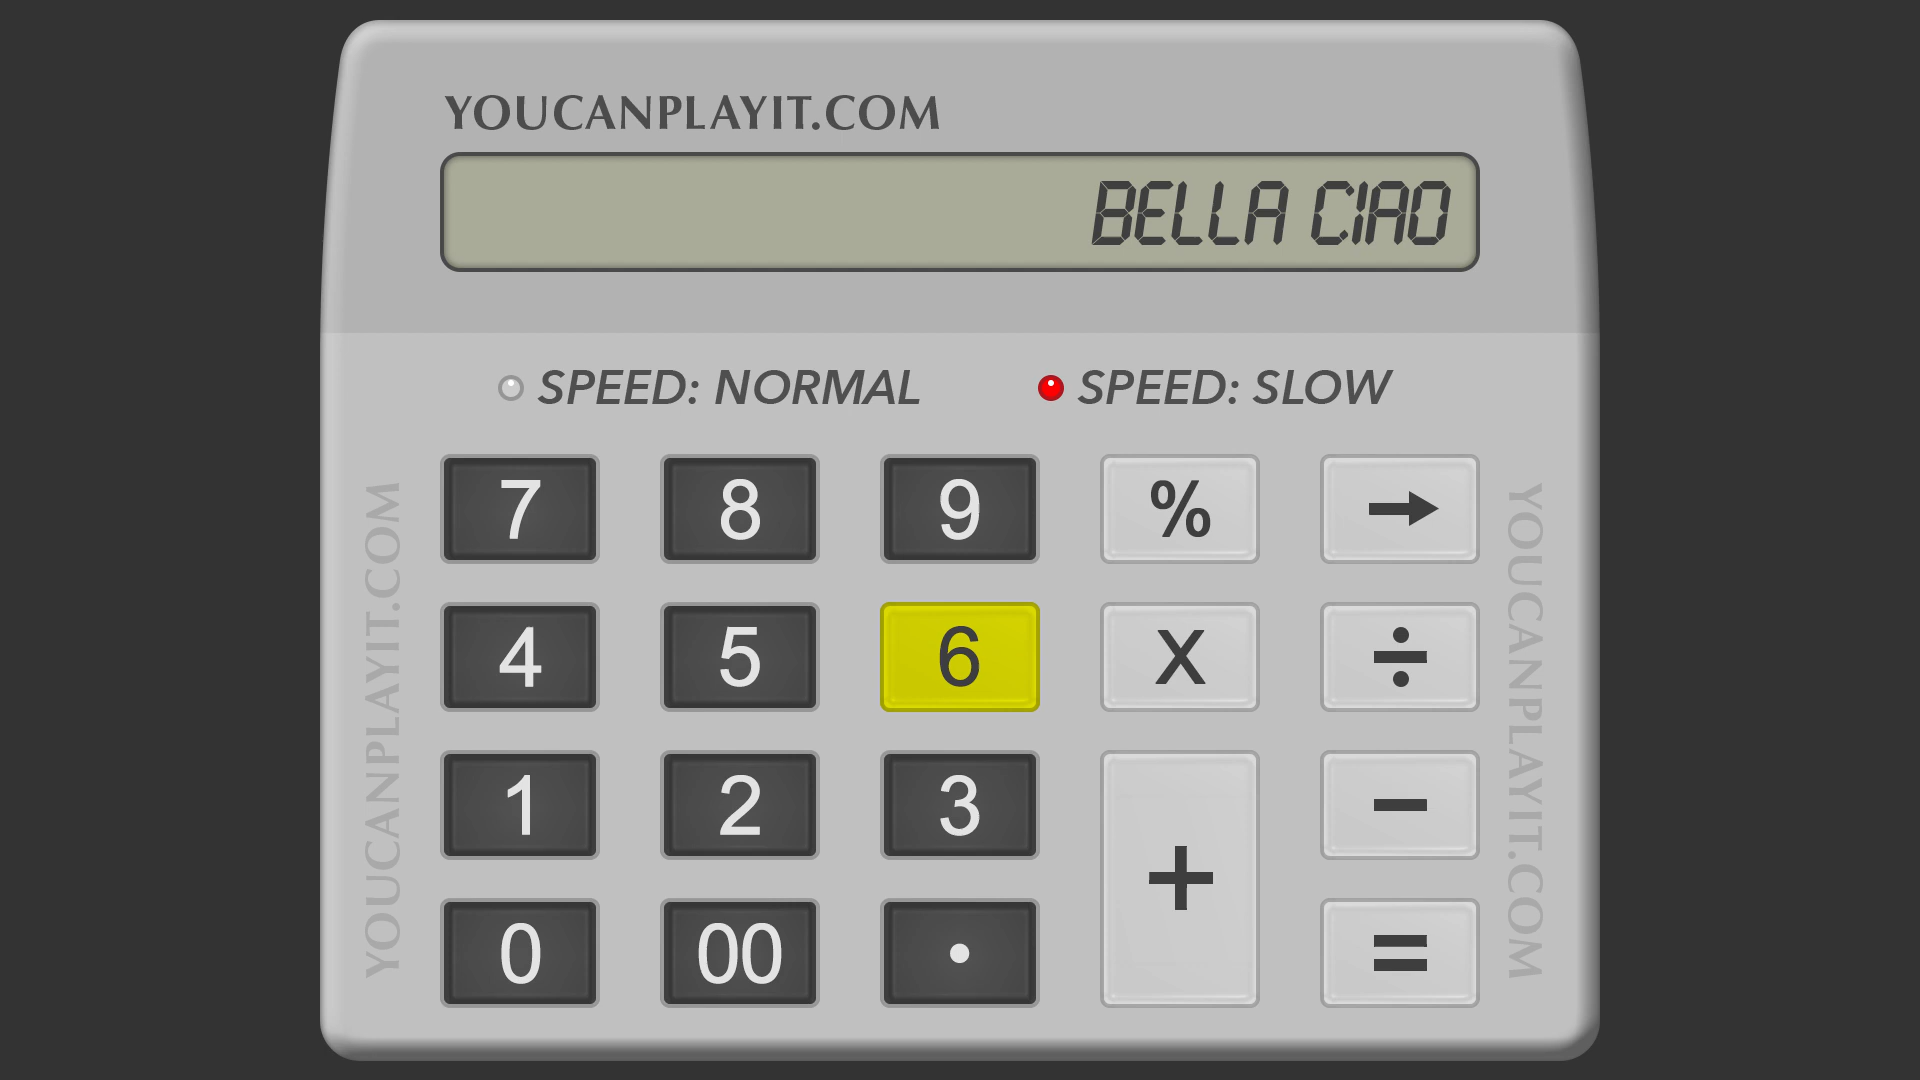 YOUCANPLAYIT.COM
BELLA CIAO
SPEED: NORMAL SPEED: SLOW
7 8 9 % →
4 5 6 X ÷
1 2 3 + −
0 00 • =
YOUCANPLAYIT.COM
YOUCANPLAYIT.COM